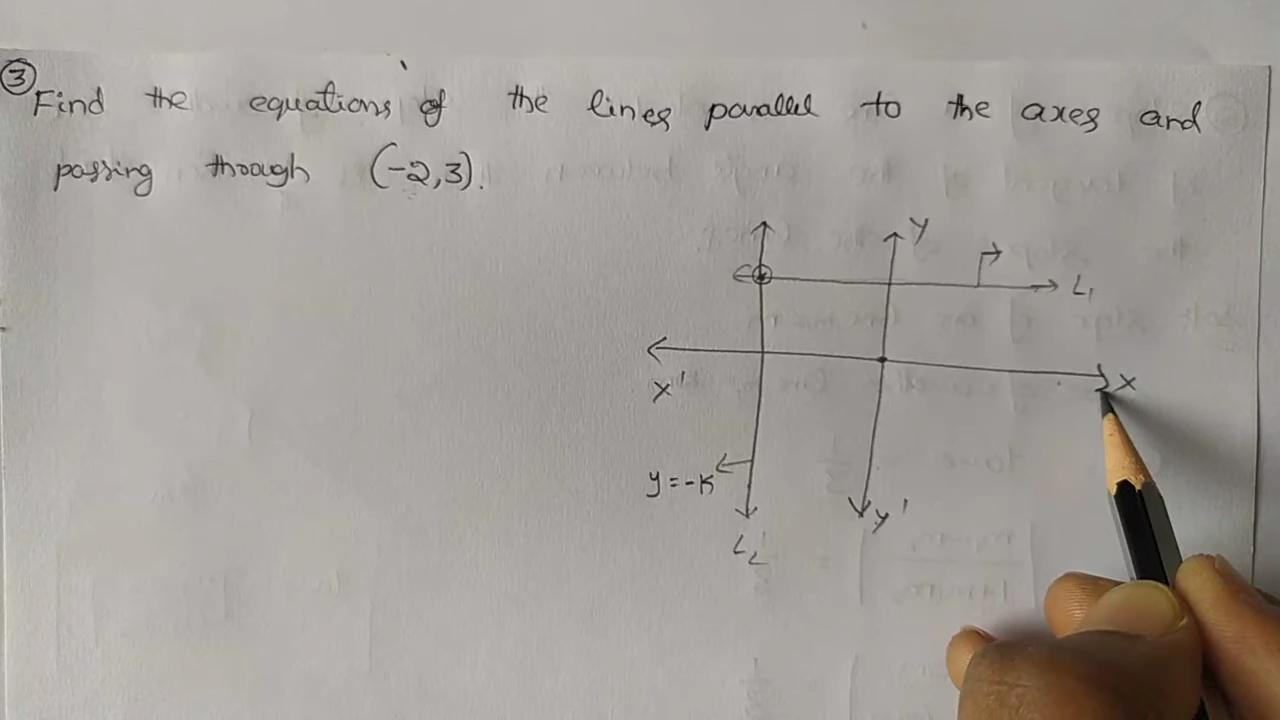 ③ Find the equations of the lines parallel to the axes and
passing through (-2,3).
Y
L₁
X' X
y=-k
Y'
L₂